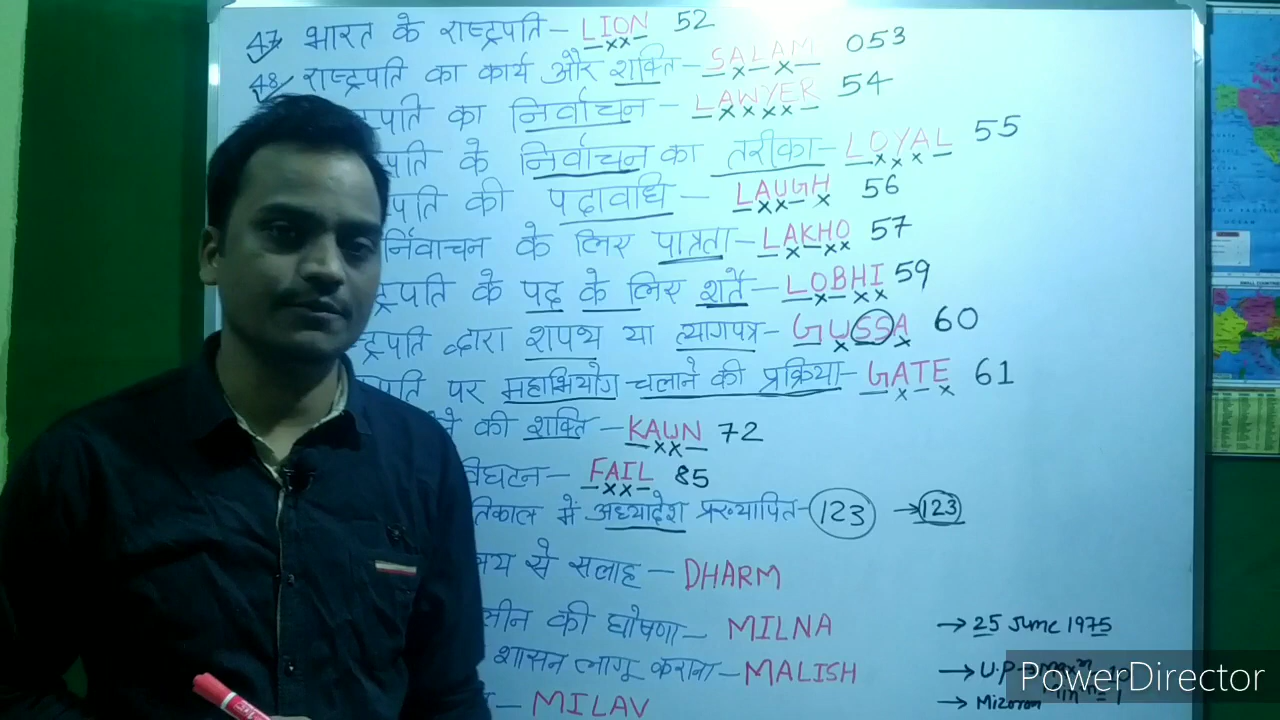 47 भारत के राष्ट्रपति- LION 52
48 राष्ट्रपति का कार्य और शक्ति- SALAM 053
पति का निर्वाचन - LAWYER 54
पति के निर्वाचन का तरीका- LOYAL 55
पति की पदावधि - LAUGH 56
निर्वाचन के लिए पात्रता- LAKHO 57
ट्रपति के पद के लिए शर्तें- LOBHI 59
ट्रपति द्वारा शपथ या त्यागपत्र- GUSSA 60
पति पर महाभियोग चलाने की प्रक्रिया- GATE 61
की शक्ति - KAUN 72
विघटन- FAIL 85
तिकाल में अध्यादेश प्रख्यापित- 123 → 123
से सलाह - DHARM
की घोषणा- MILNA → 25 June 1975
शासन लागू कराना- MALISH → U.P →
- MILAV → Mizoram
PowerDirector